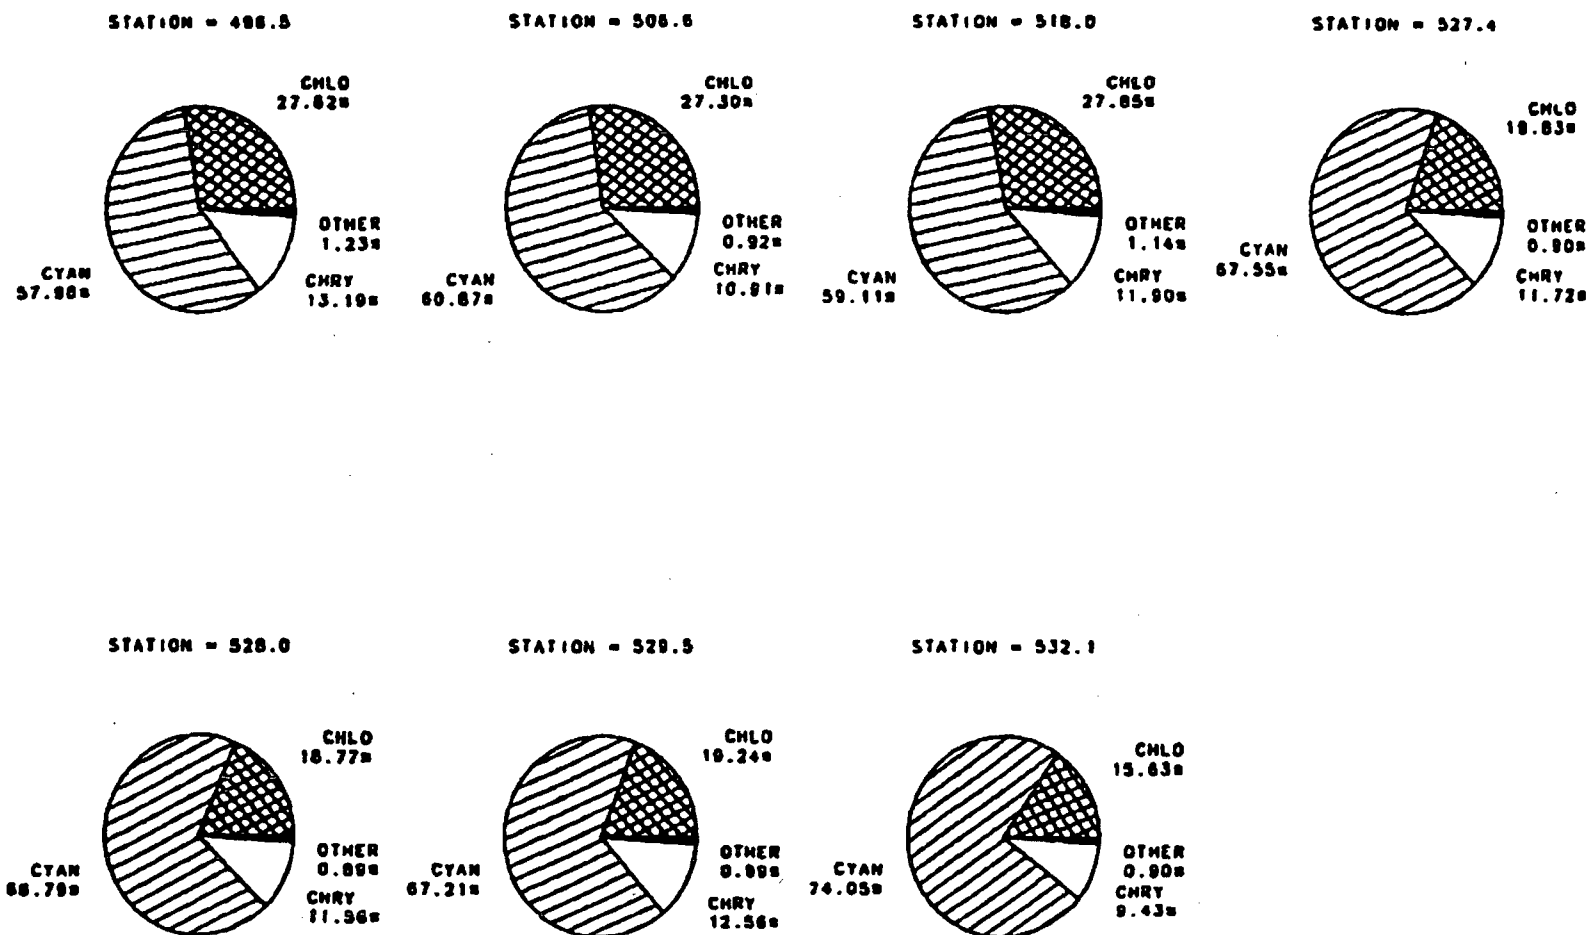 STATION = 496.5
CHLO
27.62%
OTHER
1.23%
CHRY
13.19%
CYAN
57.96%
STATION = 506.6
CHLO
27.30%
OTHER
0.92%
CHRY
10.91%
CYAN
60.87%
STATION = 518.0
CHLO
27.85%
OTHER
1.14%
CHRY
11.90%
CYAN
59.11%
STATION = 527.4
CHLO
19.83%
OTHER
0.90%
CHRY
11.72%
CYAN
67.55%
STATION = 528.0
CHLO
18.77%
OTHER
0.89%
CHRY
11.56%
CYAN
68.79%
STATION = 529.5
CHLO
19.24%
OTHER
0.99%
CHRY
12.56%
CYAN
67.21%
STATION = 532.1
CHLO
15.63%
OTHER
0.90%
CHRY
9.43%
CYAN
74.05%